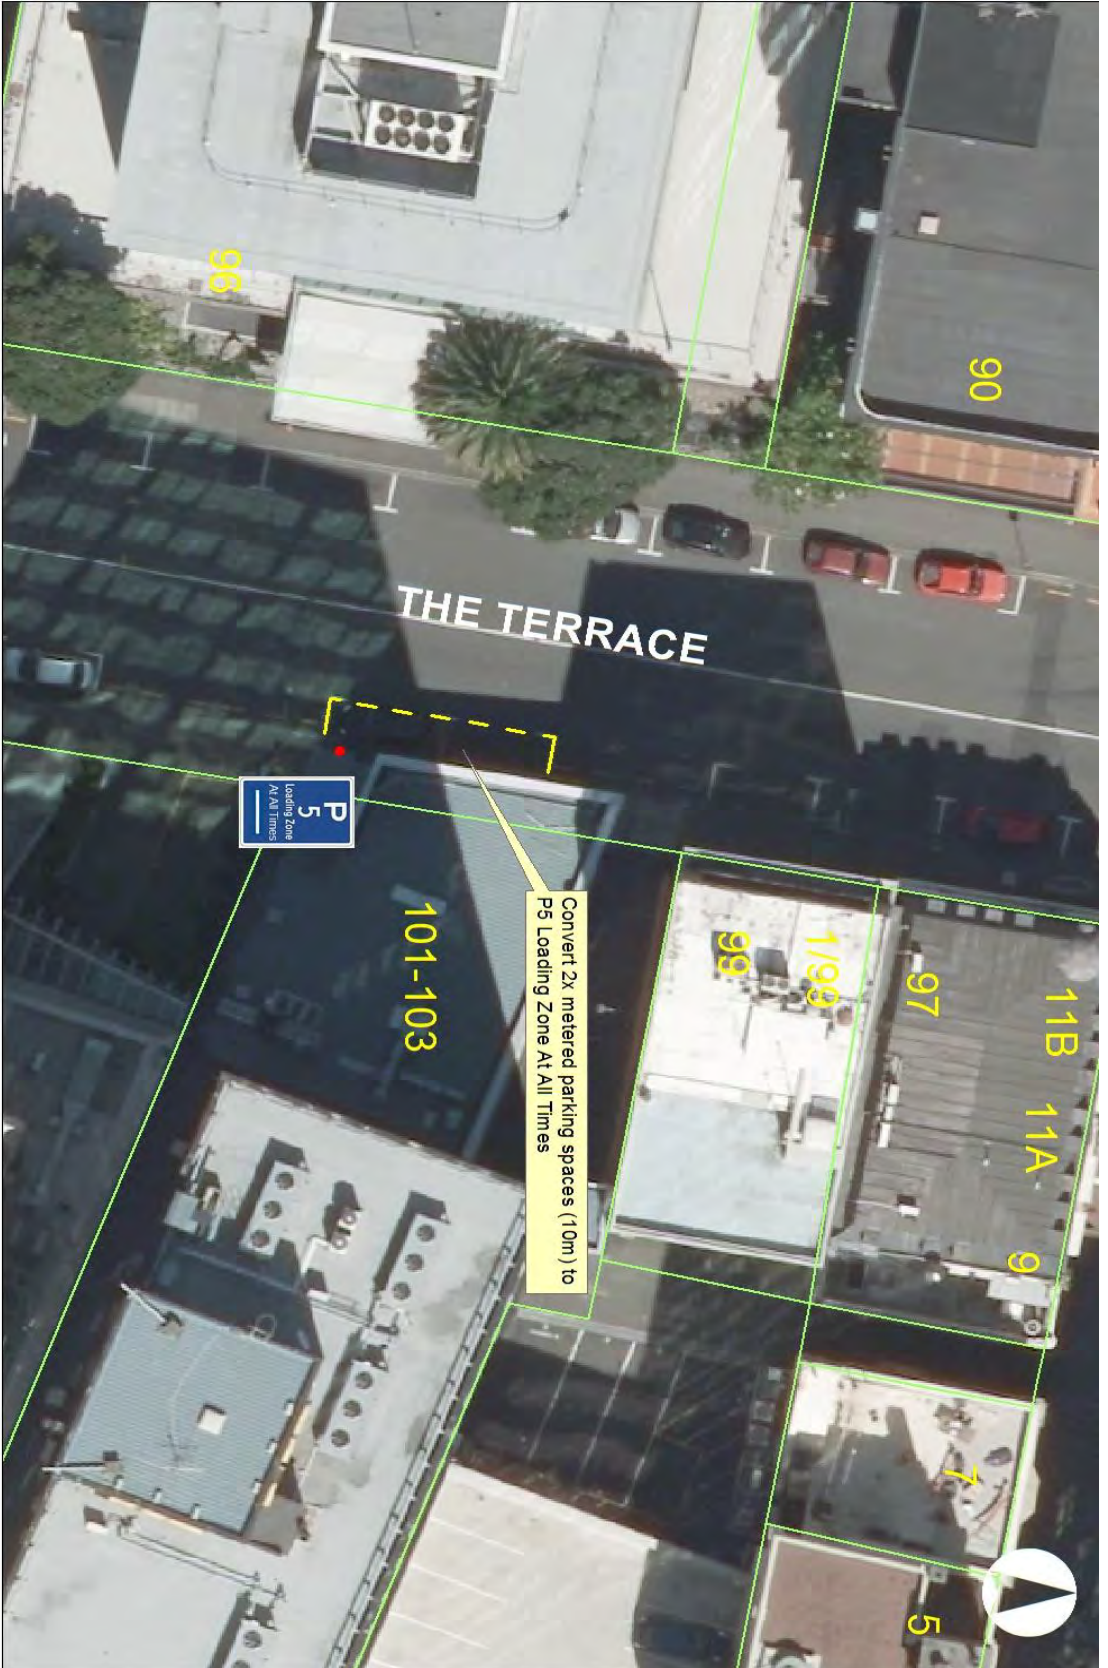 96
90
THE TERRACE
P
5
Loading Zone
At All Times
Convert 2x metered parking spaces (10m) to
P5 Loading Zone At All Times
101-103
99
1/99
97
11B
11A
9
7
5